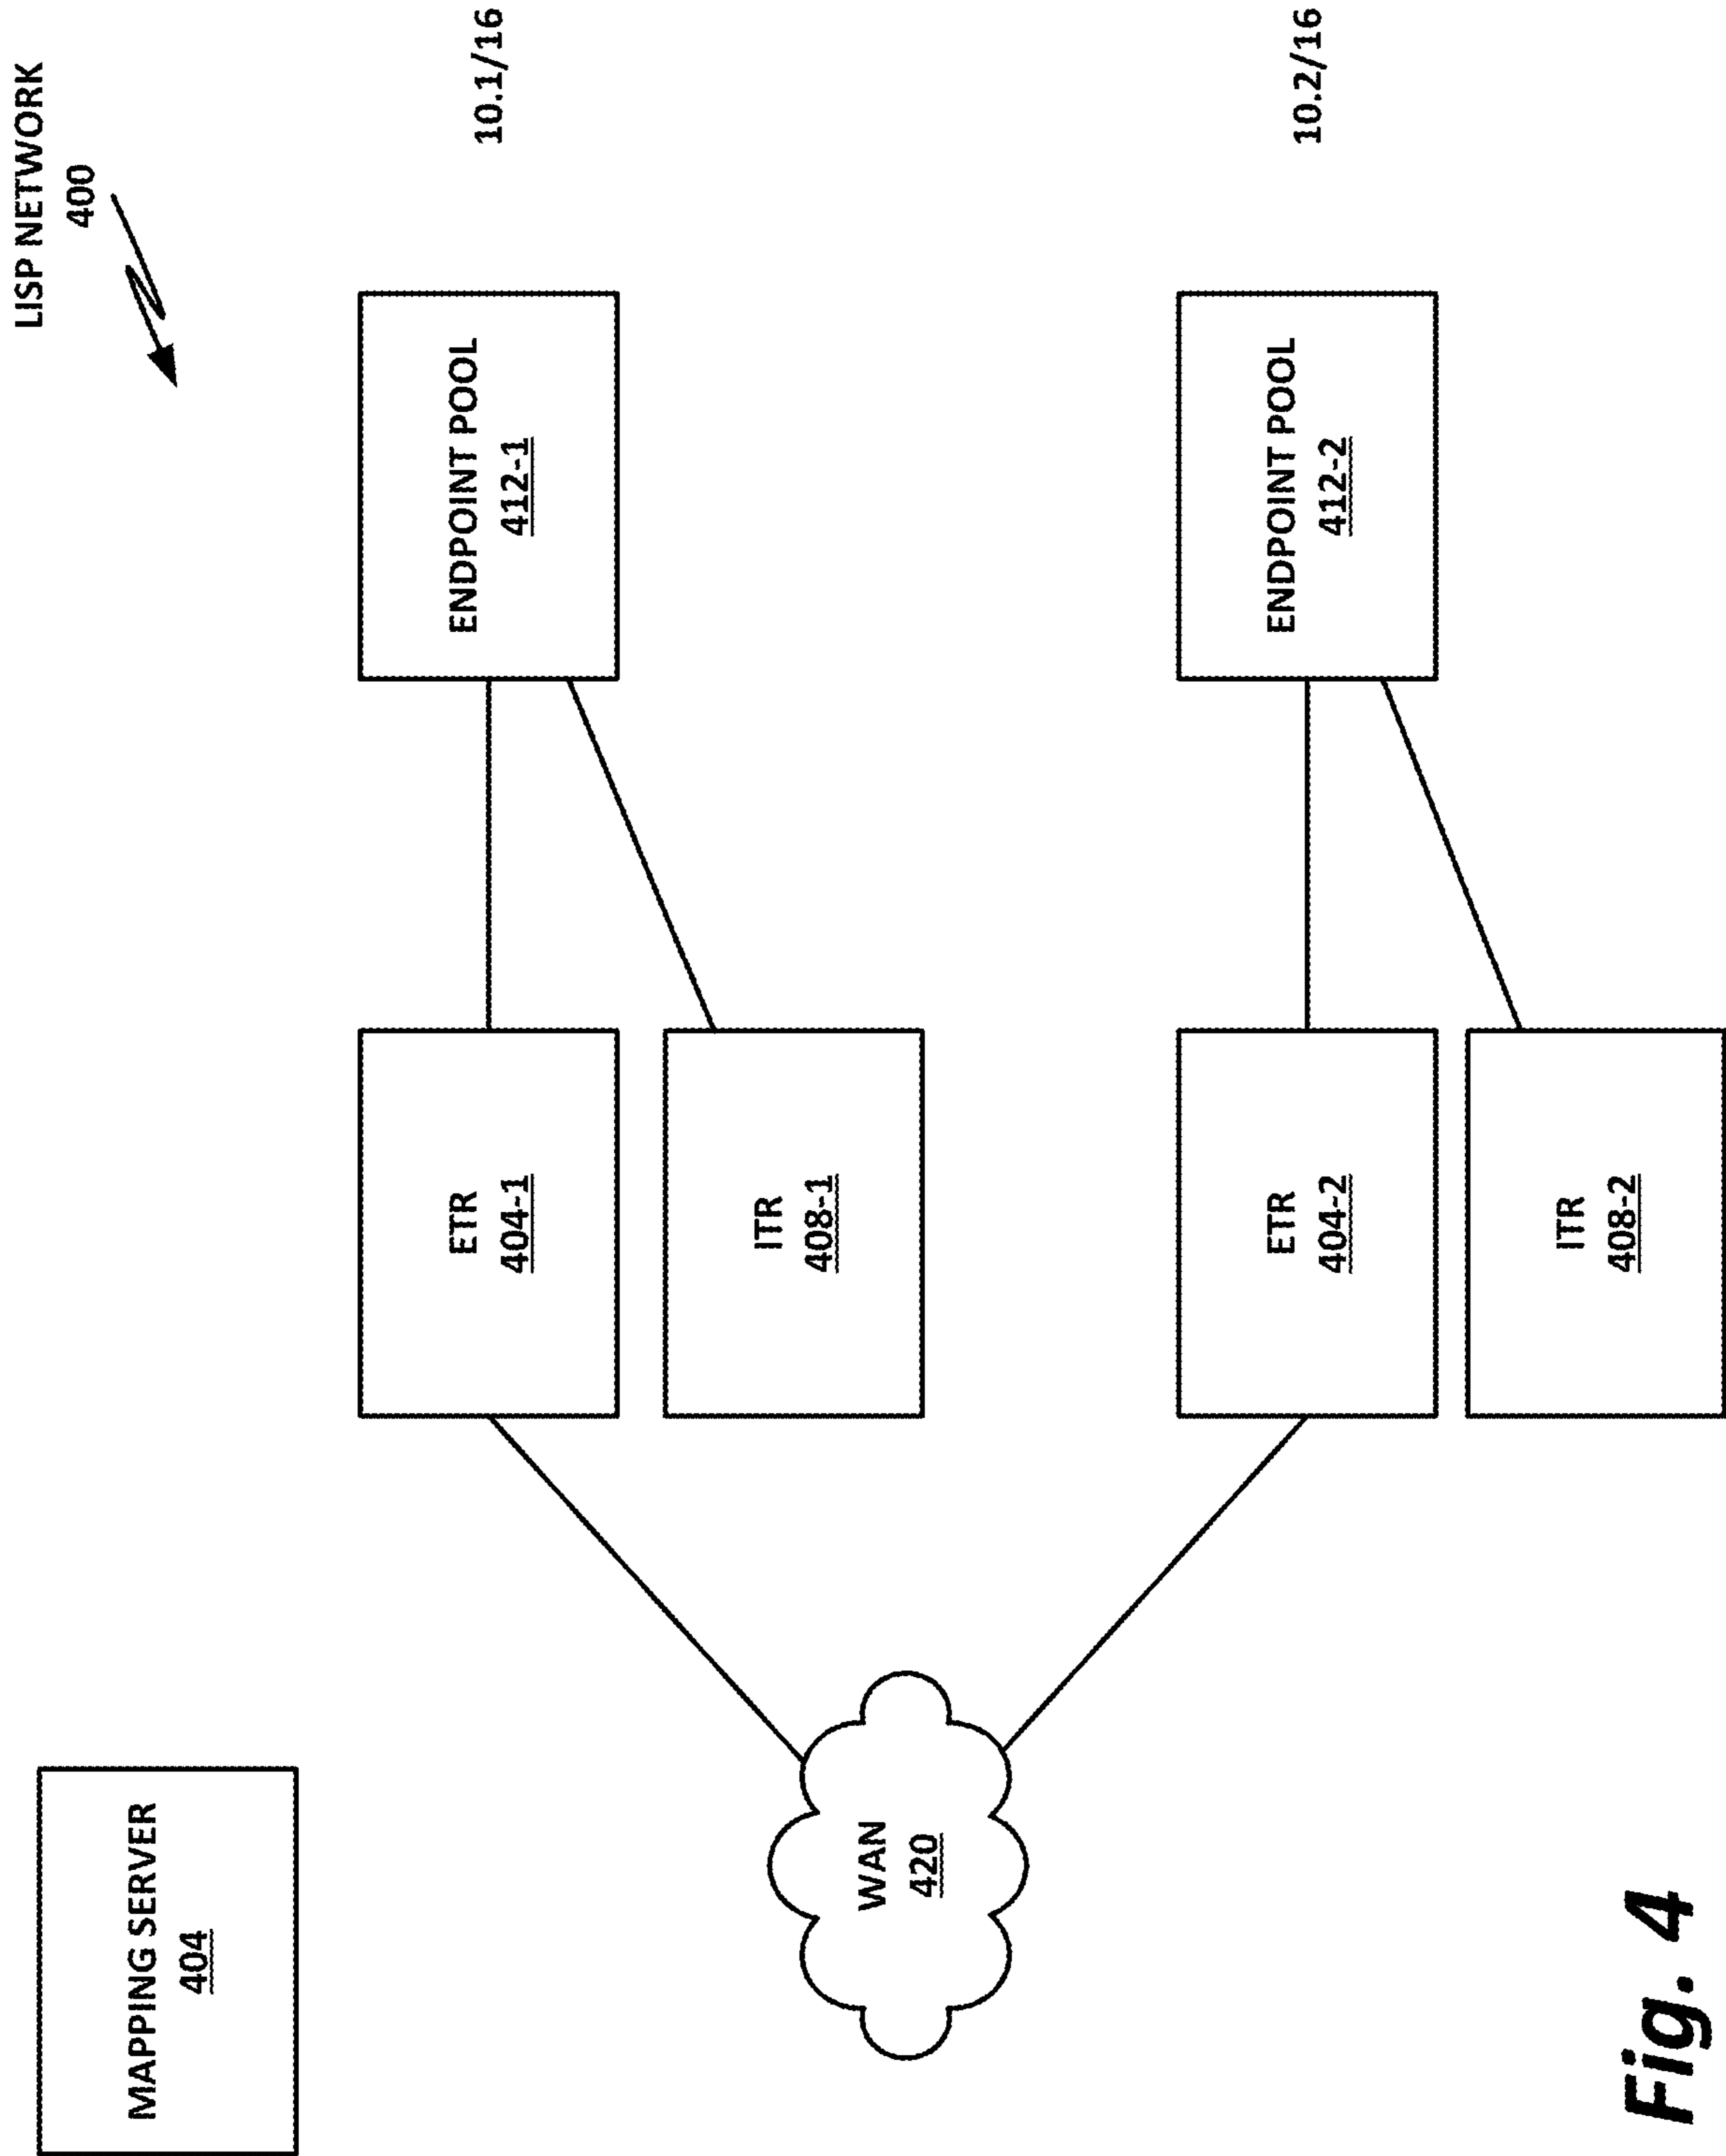 LISP NETWORK
400
MAPPING SERVER
404
ETR
404-1
ENDPOINT POOL
412-1
10.1/16
ITR
408-1
WAN
420
ETR
404-2
ENDPOINT POOL
412-2
10.2/16
ITR
408-2
Fig. 4